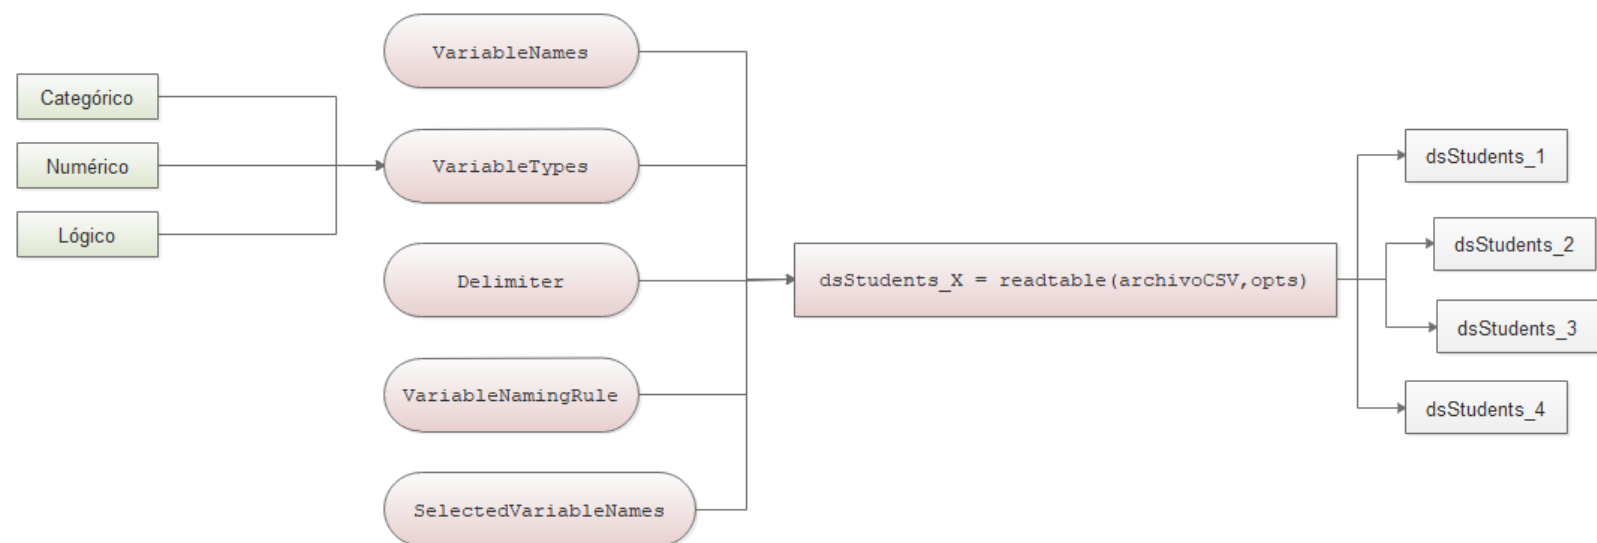 Categórico
Numérico
Lógico
VariableNames
VariableTypes
Delimiter
VariableNamingRule
SelectedVariableNames
dsStudents_X = readtable(archivoCSV,opts)
dsStudents_1
dsStudents_2
dsStudents_3
dsStudents_4